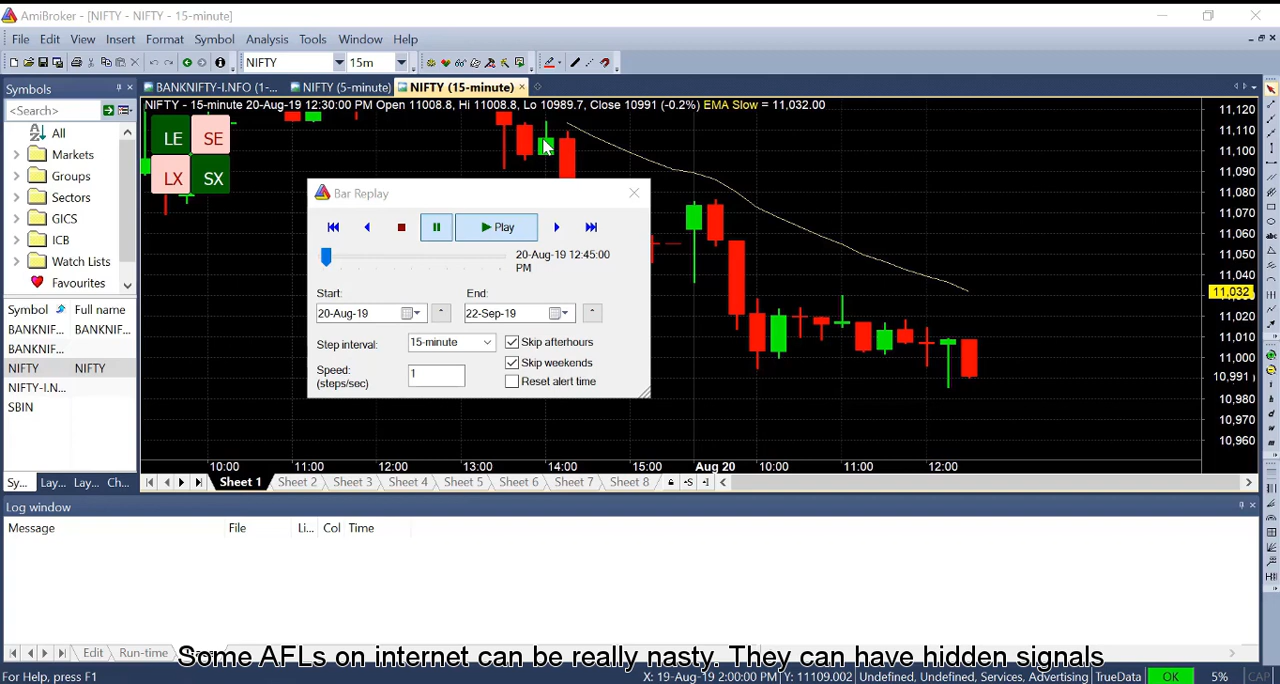 AmiBroker - [NIFTY - NIFTY - 15-minute]
File Edit View Insert Format Symbol Analysis Tools Window Help
NIFTY 15m
Symbols
BANKNIFTY-I.NFO (1-... NIFTY (5-minute) NIFTY (15-minute)
<Search>
NIFTY - 15-minute 20-Aug-19 12:30:00 PM Open 11008.8, Hi 11008.8, Lo 10989.7, Close 10991 (-0.2%) EMA Slow = 11,032.00
All
Markets
Groups
Sectors
GICS
ICB
Watch Lists
Favourites
LE SE
LX SX
Bar Replay
Play
20-Aug-19 12:45:00
PM
Start: End:
20-Aug-19 22-Sep-19
Step interval: 15-minute Skip afterhours
Skip weekends
Speed:
(steps/sec) 1 Reset alert time
11,120
11,110
11,100
11,090
11,080
11,070
11,060
11,050
11,040
11,032
11,020
11,010
11,000
10,991
10,980
10,970
10,960
10:00 11:00 12:00 13:00 14:00 15:00 Aug 20 10:00 11:00 12:00
Symbol Full name
BANKNIF... BANKNIF...
BANKNIF...
NIFTY NIFTY
NIFTY-I.N...
SBIN
Sy... Lay... Lay... Ch...
Sheet 1 Sheet 2 Sheet 3 Sheet 4 Sheet 5 Sheet 6 Sheet 7 Sheet 8
Log window
Message File Li... Col Time
Edit Run-time
Some AFLs on internet can be really nasty. They can have hidden signals
For Help, press F1 X: 19-Aug-19 2:00:00 PM Y: 11109.002 Undefined, Undefined, Services, Advertising TrueData OK 5% CAP